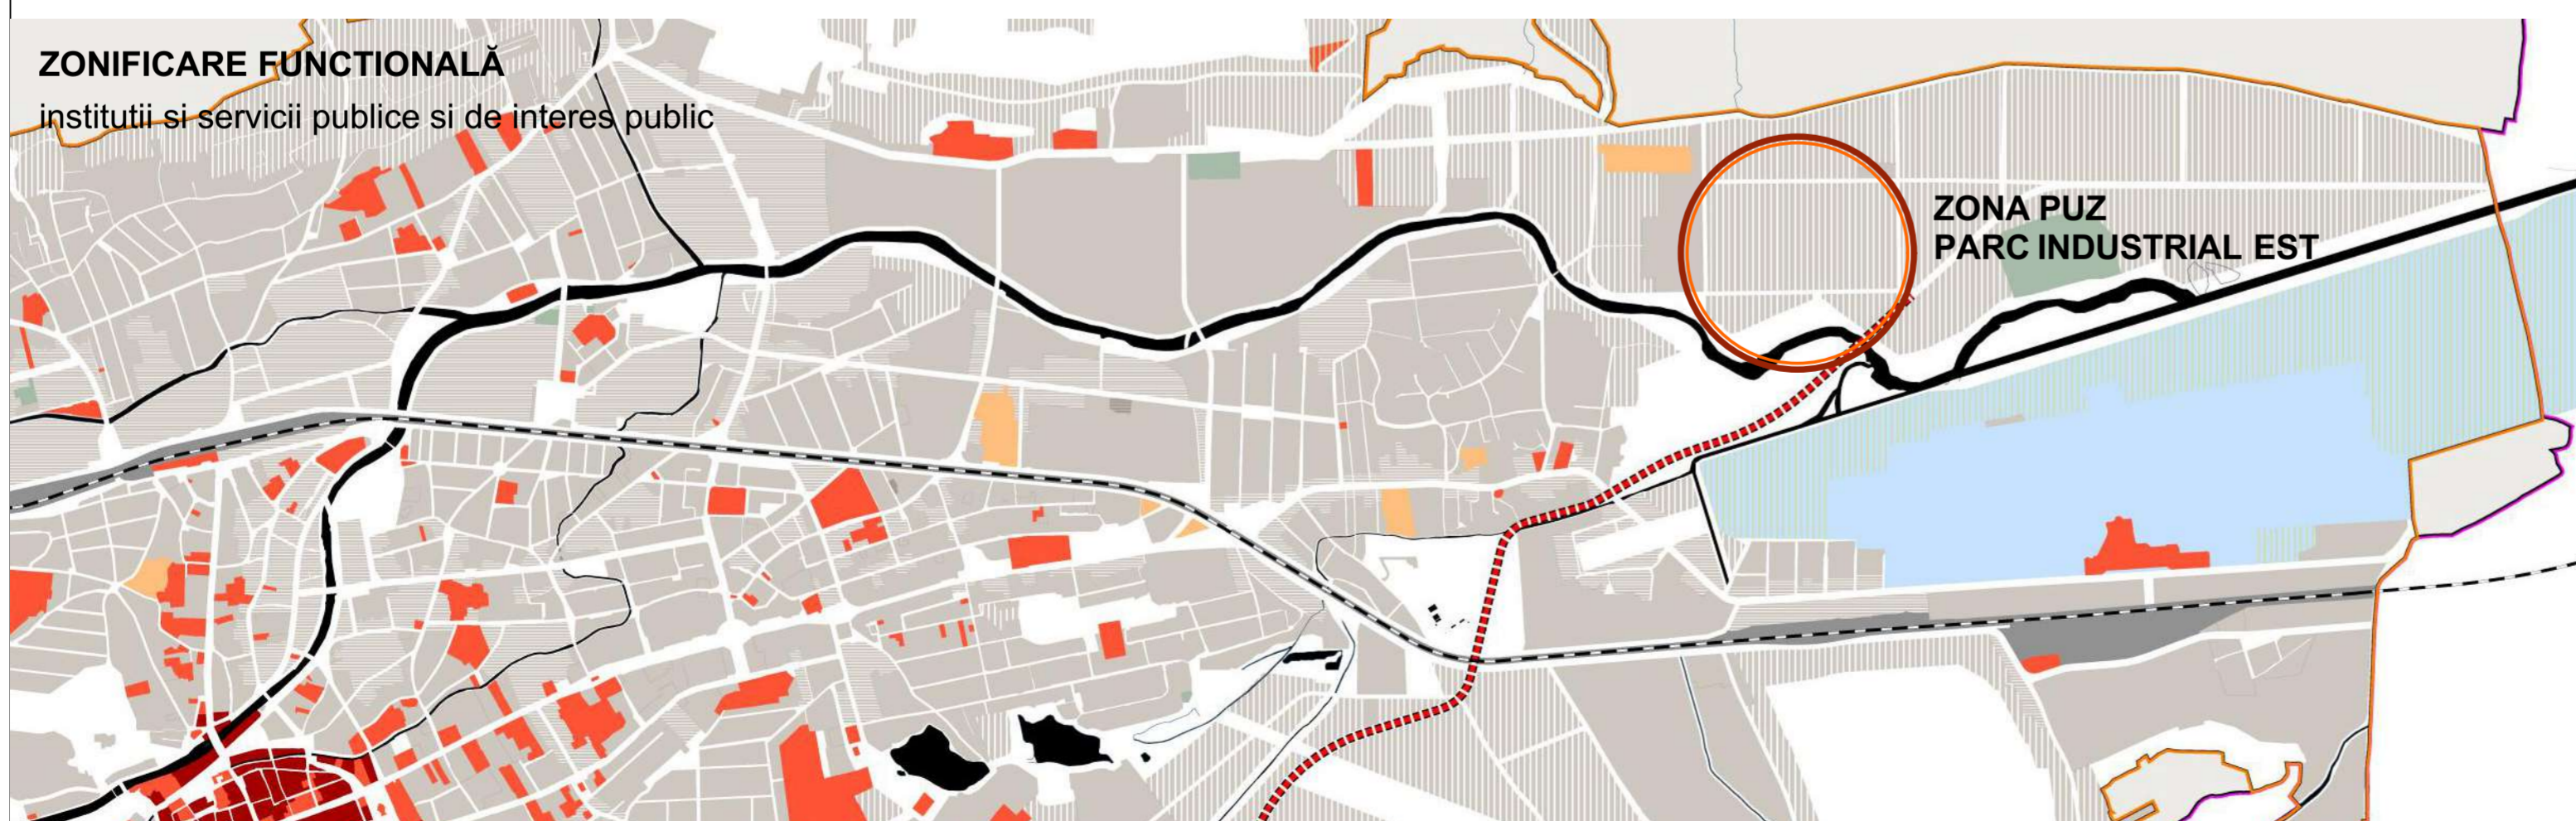 ZONIFICARE FUNCTIONALĂ
institutii si servicii publice si de interes public
ZONA PUZ
PARC INDUSTRIAL EST